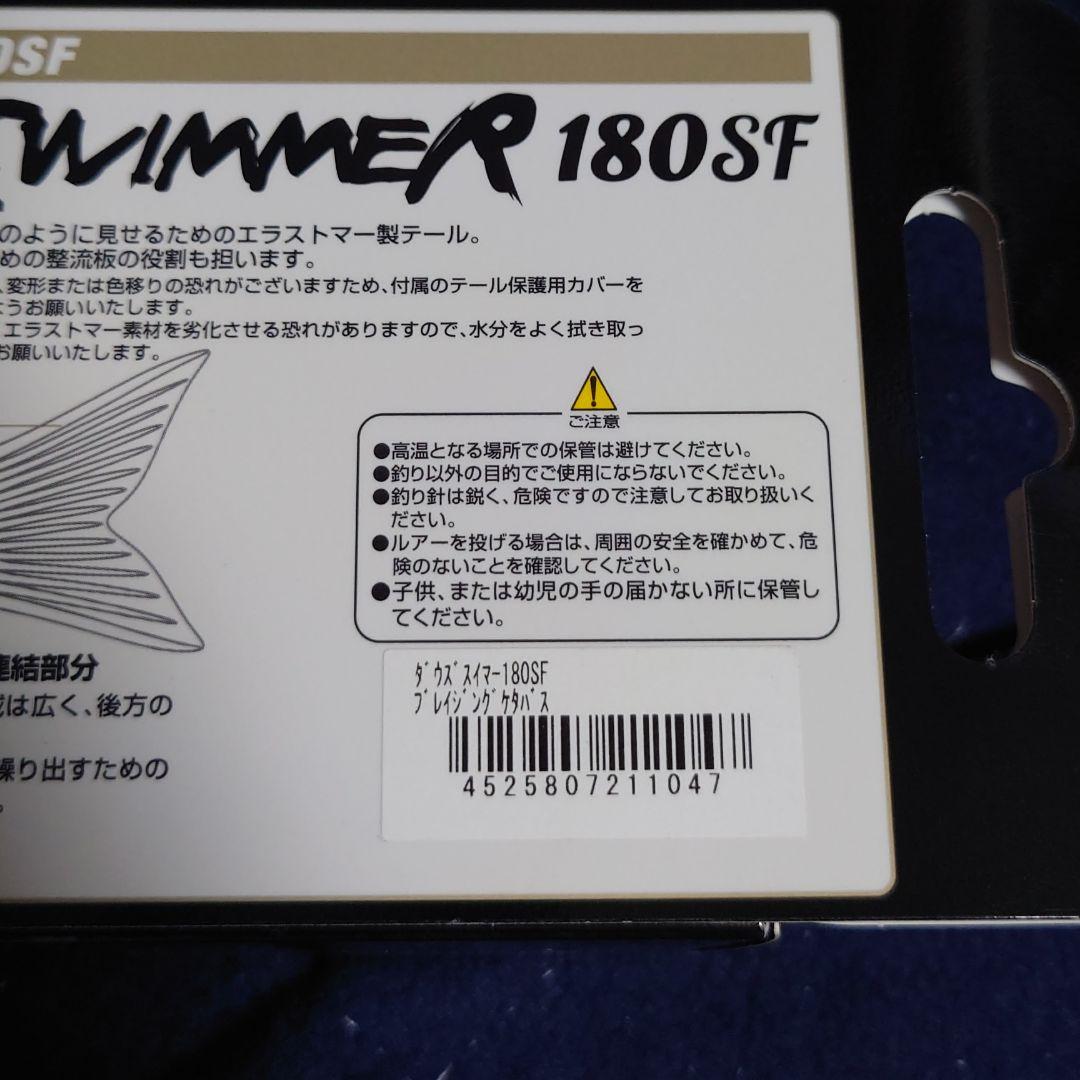 0SF
SWIMMER 180SF
のように見せるためのエラストマー製テール。
めの整流板の役割も担います。
、変形または色移りの恐れがございますため、付属のテール保護用カバーを
ようお願いいたします。
エラストマー素材を劣化させる恐れがありますので、水分をよく拭き取っ
お願いいたします。
ご注意
●高温となる場所での保管は避けてください。
●釣り以外の目的でご使用にならないでください。
●釣り針は鋭く、危険ですので注意してお取り扱いく
ださい。
●ルアーを投げる場合は、周囲の安全を確かめて、危
険のないことを確認してください。
●子供、または幼児の手の届かない所に保管し
てください。
連結部分
は広く、後方の
繰り出すための
。
ﾀﾞｳｽﾞｽｲﾏｰ180SF
ﾌﾞﾚｲｼﾞﾝｸﾞｹﾀﾊﾞｽ
4525807211047